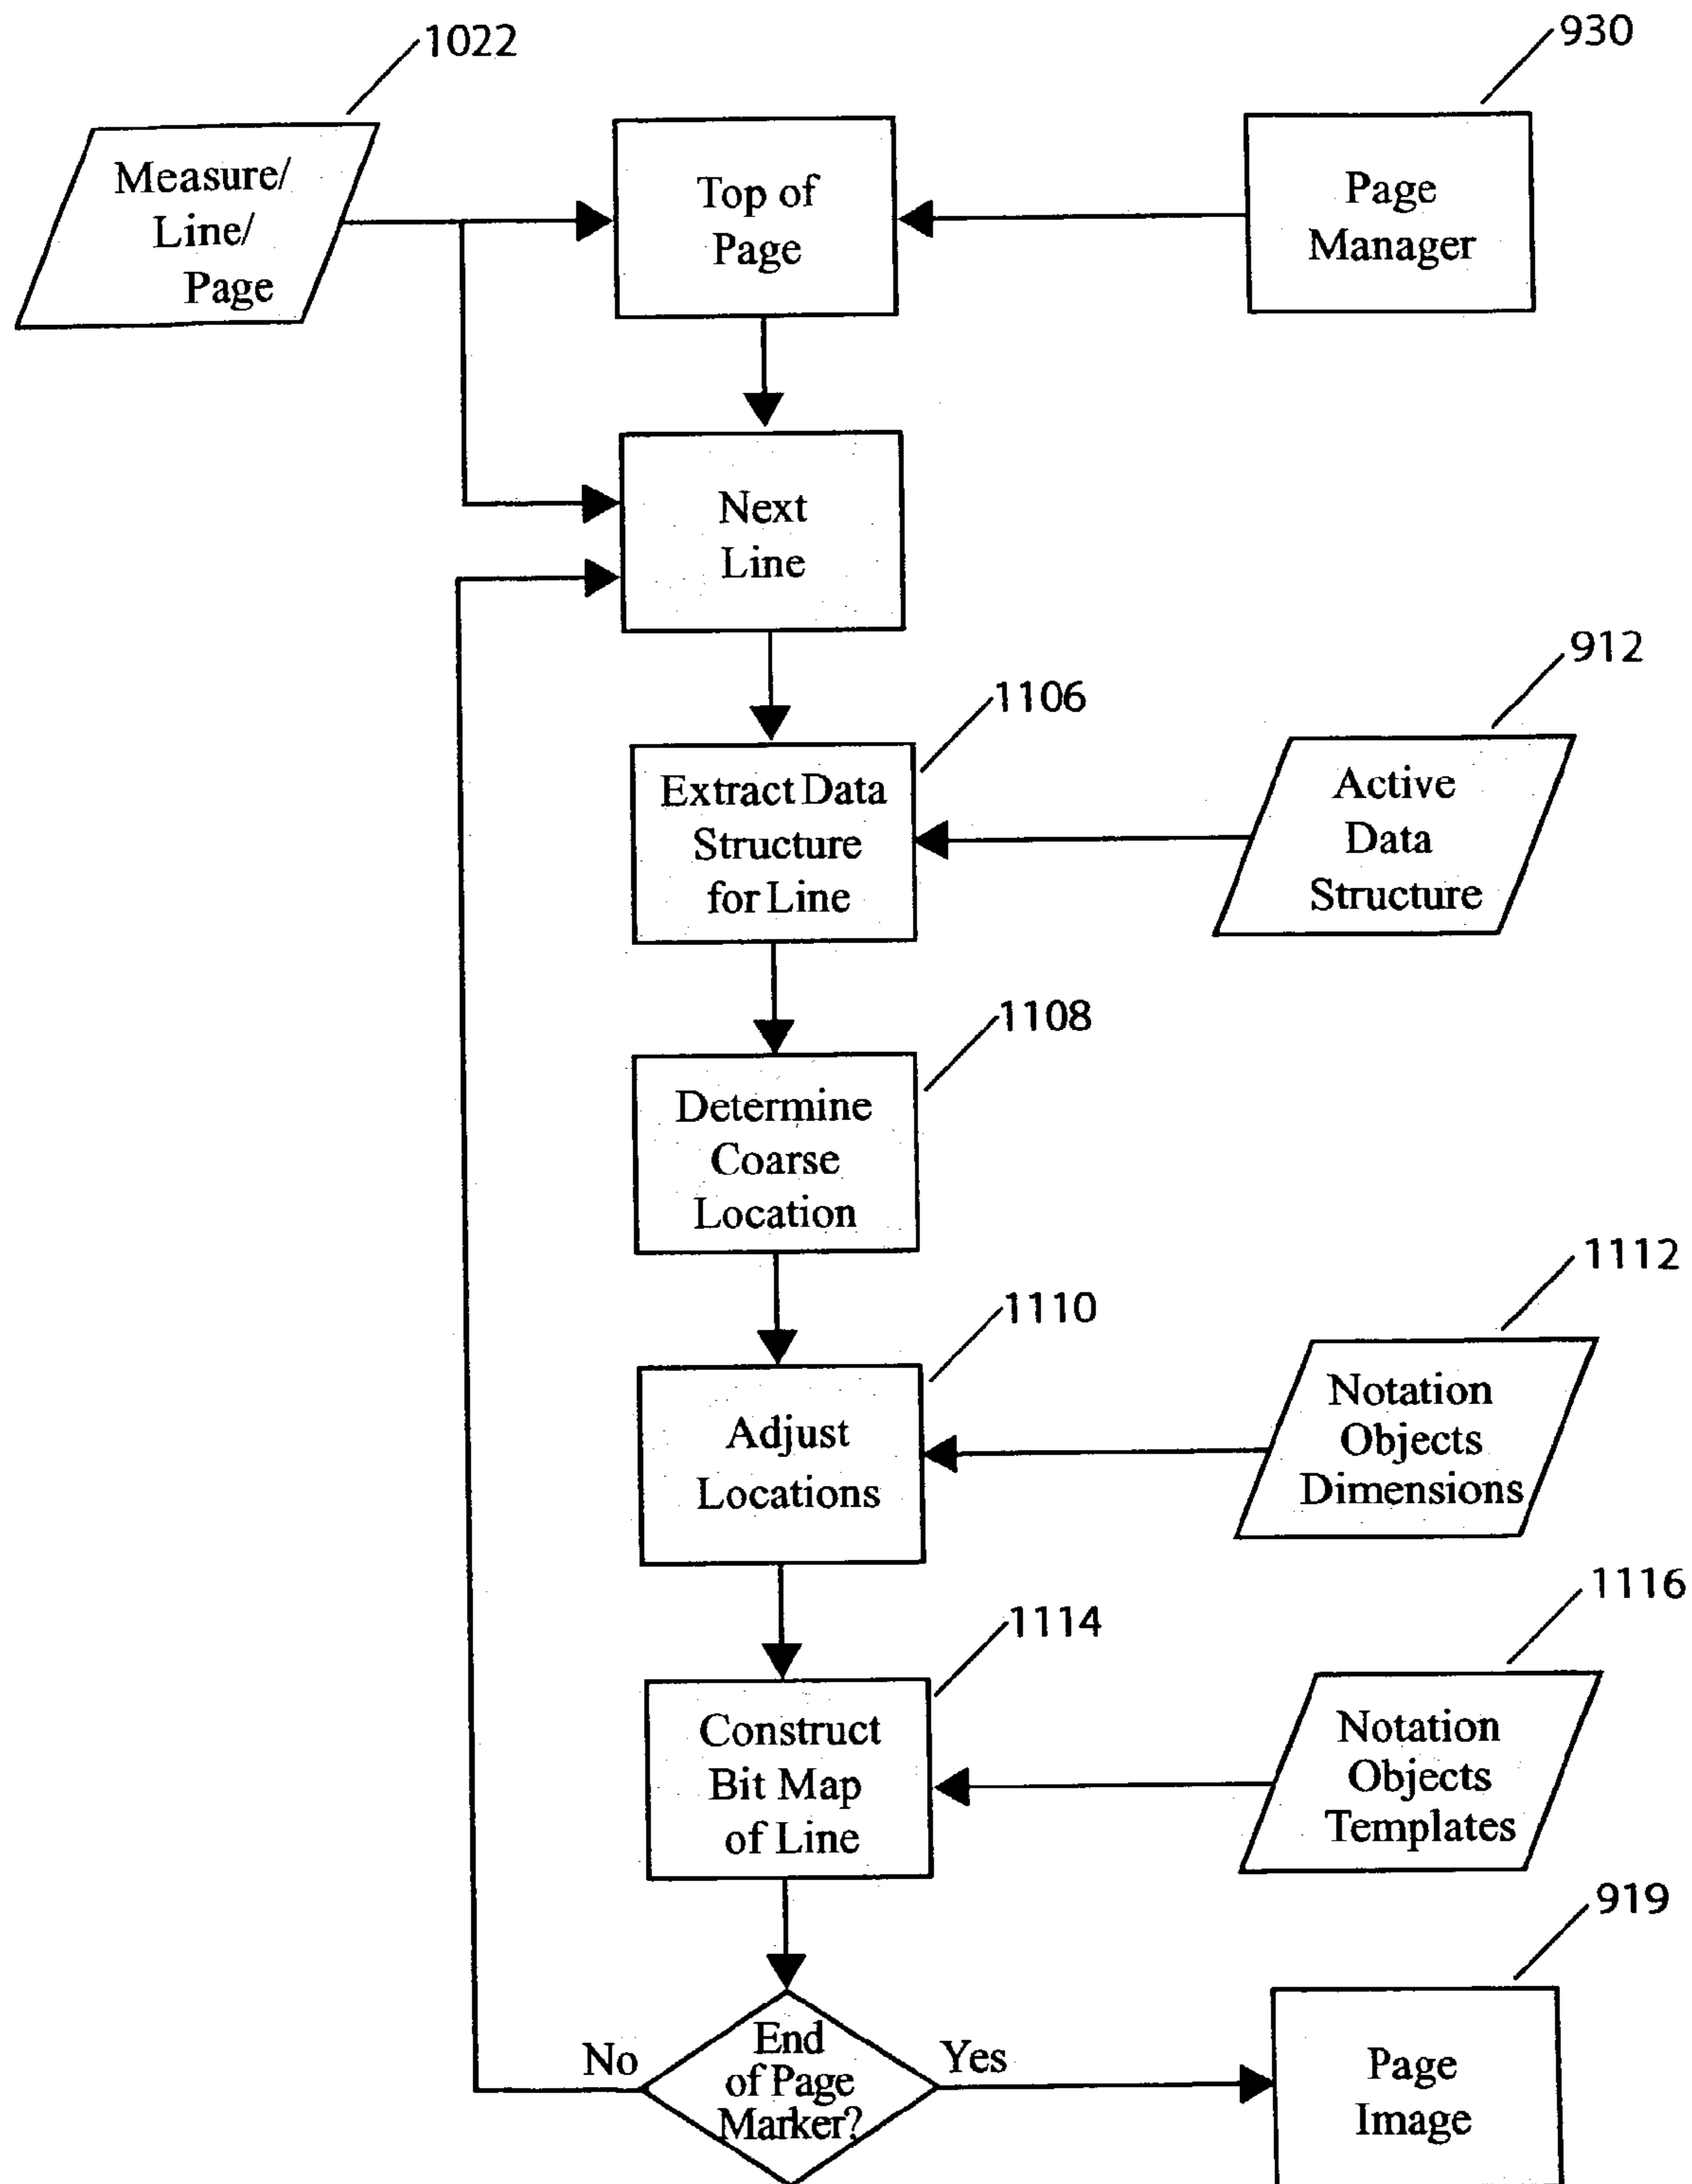 1022
930
Measure/
Line/
Page
Top of
Page
Page
Manager
Next
Line
912
1106
Extract Data
Structure
for Line
Active
Data
Structure
1108
Determine
Coarse
Location
1112
1110
Adjust
Locations
Notation
Objects
Dimensions
1116
1114
Construct
Bit Map
of Line
Notation
Objects
Templates
919
No
End
of Page
Marker?
Yes
Page
Image